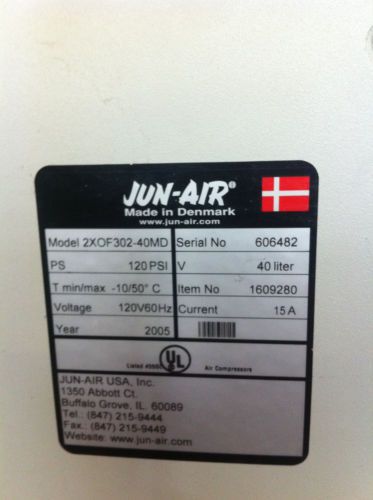 JUN-AIR®
Made in Denmark
www.jun-air.com
Model 2XOF302-40MD Serial No 606482
PS 120 PSI V 40 liter
T min/max -10/50° C Item No 1609280
Voltage 120V60Hz Current 15 A
Year 2005
Listed UL Air Compressors
JUN-AIR USA, Inc.
1350 Abbott Ct.
Buffalo Grove, IL 60089
Tel.: (847) 215-9444
Fax.: (847) 215-9449
Website: www.jun-air.com